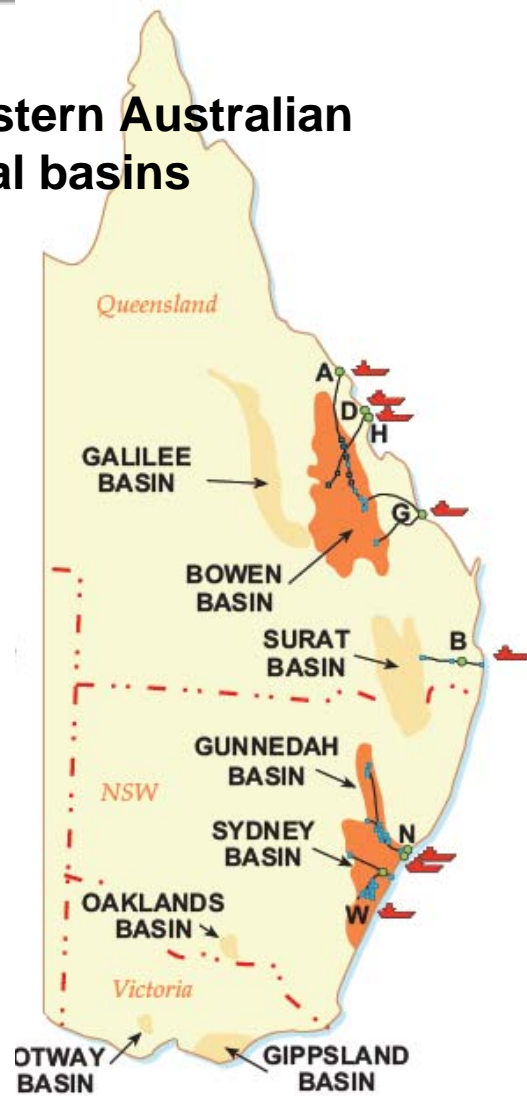 stern Australian
al basins
Queensland
A
D
H
GALILEE
BASIN
G
BOWEN
BASIN
SURAT
BASIN
B
GUNNEDAH
BASIN
NSW
SYDNEY
BASIN
N
OAKLANDS
BASIN
W
Victoria
OTWAY
BASIN
GIPPSLAND
BASIN